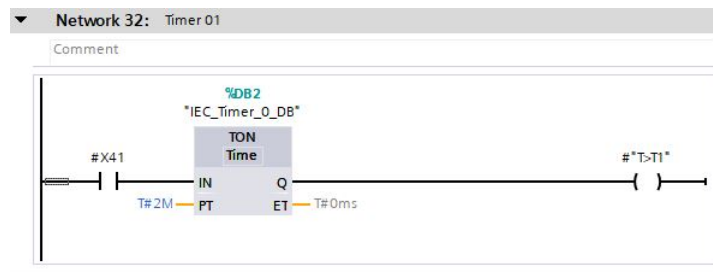 Network 32: Timer 01
Comment
%DB2
"IEC_Timer_0_DB"
TON
Time
#X41
#"T>T1"
IN Q
T#2M PT ET T#0ms